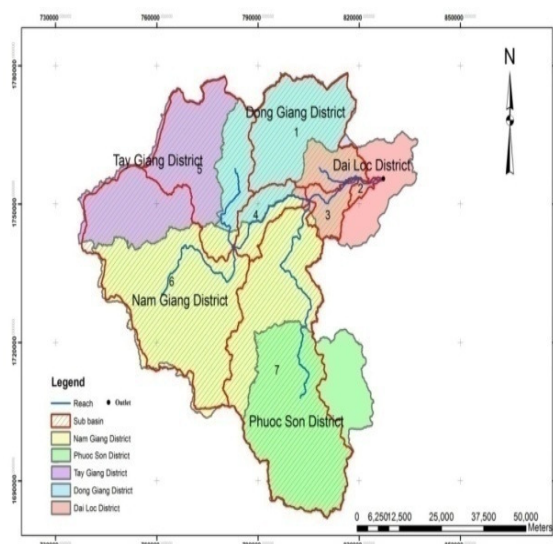 730000 760000 790000 820000 850000
1780000
N
Dong Giang District
1
Tay Giang District
5
Dai Loc District
2
1750000
4
3
6
Nam Giang District
1720000
7
Legend
Reach Outlet
Sub basin
Nam Giang District
Phuoc Son District
Tay Giang District
Dong Giang District
Dai Loc District
Phuoc Son District
1690000
0 6,250 12,500 25,000 37,500 50,000
Meters